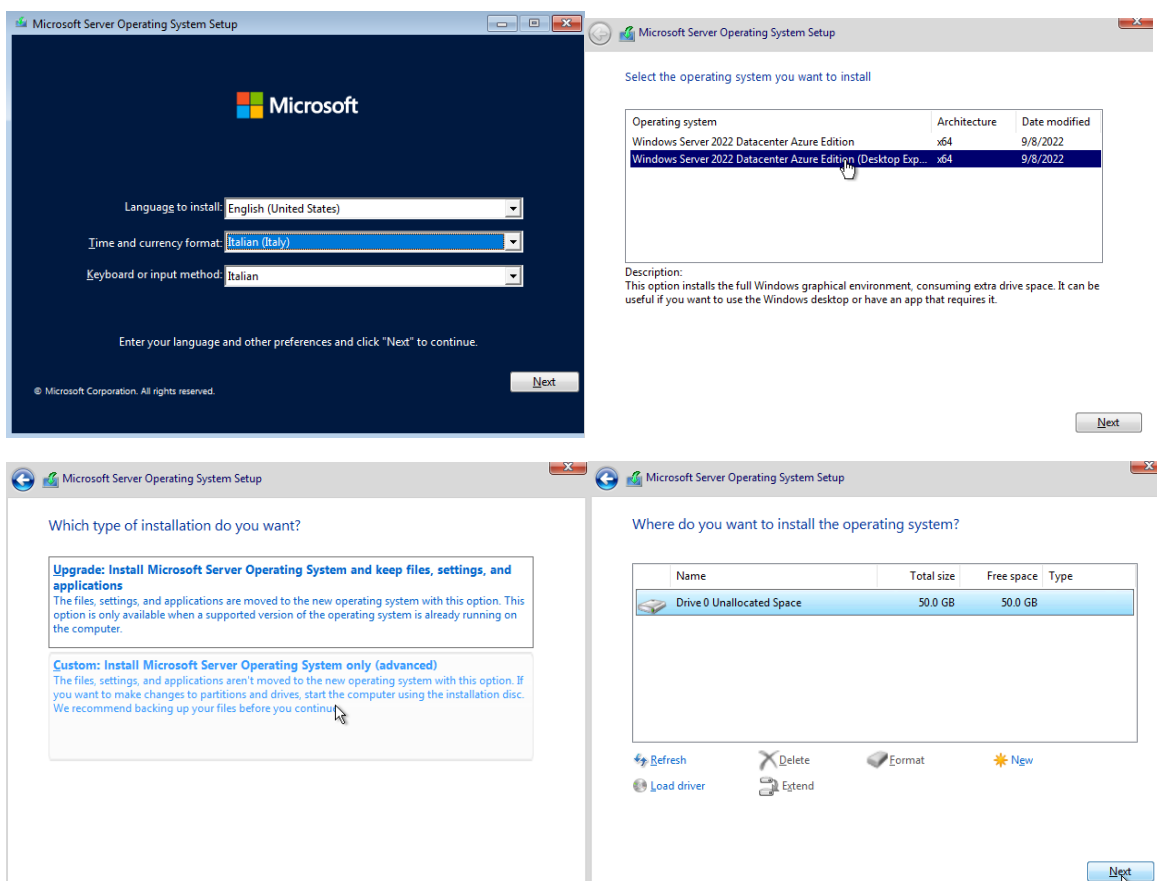 Microsoft Server Operating System Setup
Microsoft
Language to install: English (United States)
Time and currency format: Italian (Italy)
Keyboard or input method: Italian
Enter your language and other preferences and click "Next" to continue.
© Microsoft Corporation. All rights reserved.
Next
Microsoft Server Operating System Setup
Select the operating system you want to install
Operating system Architecture Date modified
Windows Server 2022 Datacenter Azure Edition x64 9/8/2022
Windows Server 2022 Datacenter Azure Edition (Desktop Exp... x64 9/8/2022
Description:
This option installs the full Windows graphical environment, consuming extra drive space. It can be
useful if you want to use the Windows desktop or have an app that requires it.
Next
Microsoft Server Operating System Setup
Which type of installation do you want?
Upgrade: Install Microsoft Server Operating System and keep files, settings, and
applications
The files, settings, and applications are moved to the new operating system with this option. This
option is only available when a supported version of the operating system is already running on
the computer.
Custom: Install Microsoft Server Operating System only (advanced)
The files, settings, and applications aren't moved to the new operating system with this option. If
you want to make changes to partitions and drives, start the computer using the installation disc.
We recommend backing up your files before you continue.
Microsoft Server Operating System Setup
Where do you want to install the operating system?
Name Total size Free space Type
Drive 0 Unallocated Space 50.0 GB 50.0 GB
Refresh Delete Format New
Load driver Extend
Next